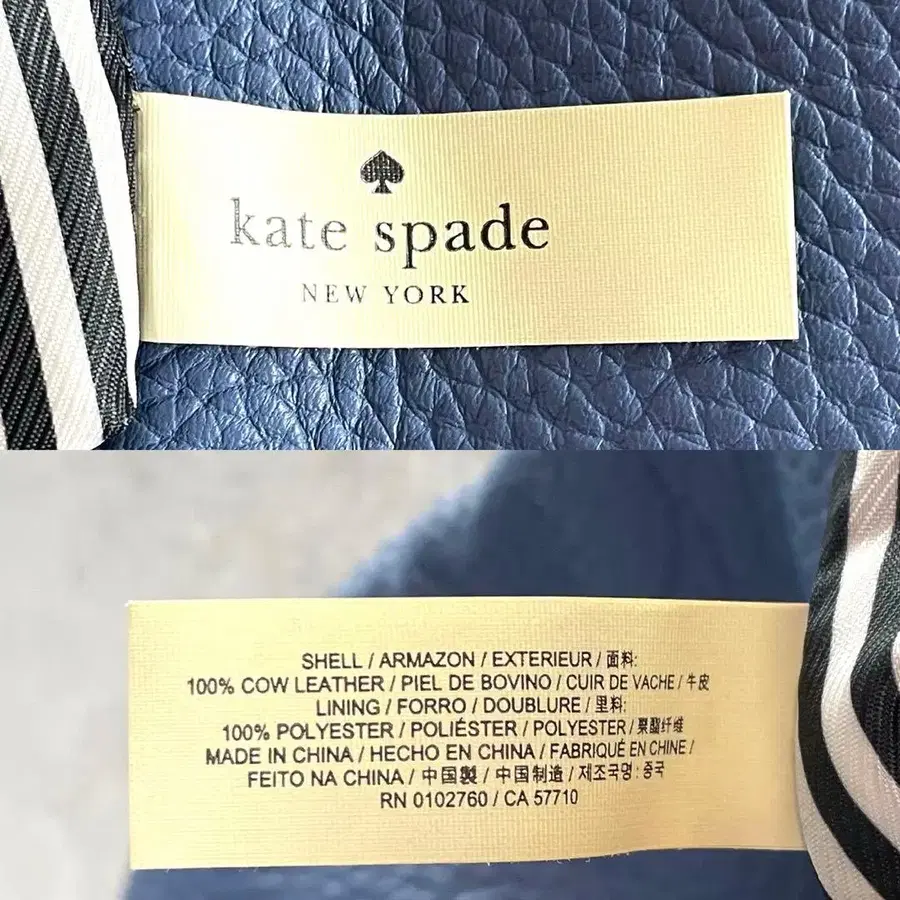 kate spade
NEW YORK
SHELL / ARMAZON / EXTERIEUR / 面料:
100% COW LEATHER / PIEL DE BOVINO / CUIR DE VACHE / 牛皮
LINING / FORRO / DOUBLURE / 里料:
100% POLYESTER / POLIÉSTER / POLYESTER / 聚酯纤维
MADE IN CHINA / HECHO EN CHINA / FABRIQUÉ EN CHINE /
FEITO NA CHINA / 中国製 / 中国制造 / 제조국명 : 중국
RN 0102760 / CA 57710